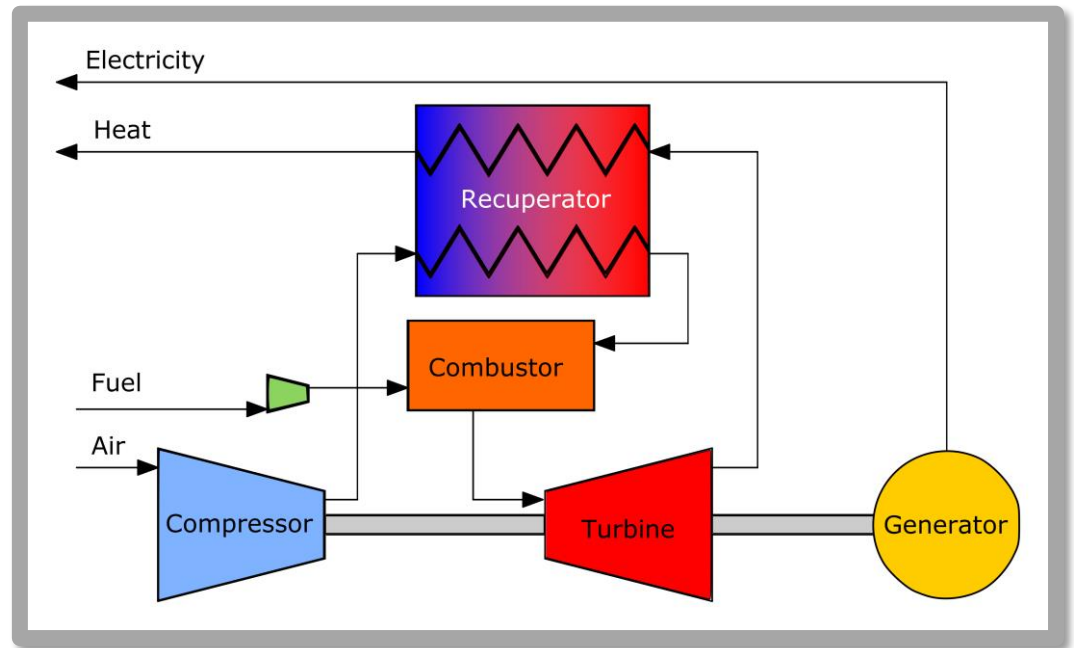 Electricity
Heat
Recuperator
Combustor
Fuel
Air
Compressor
Turbine
Generator